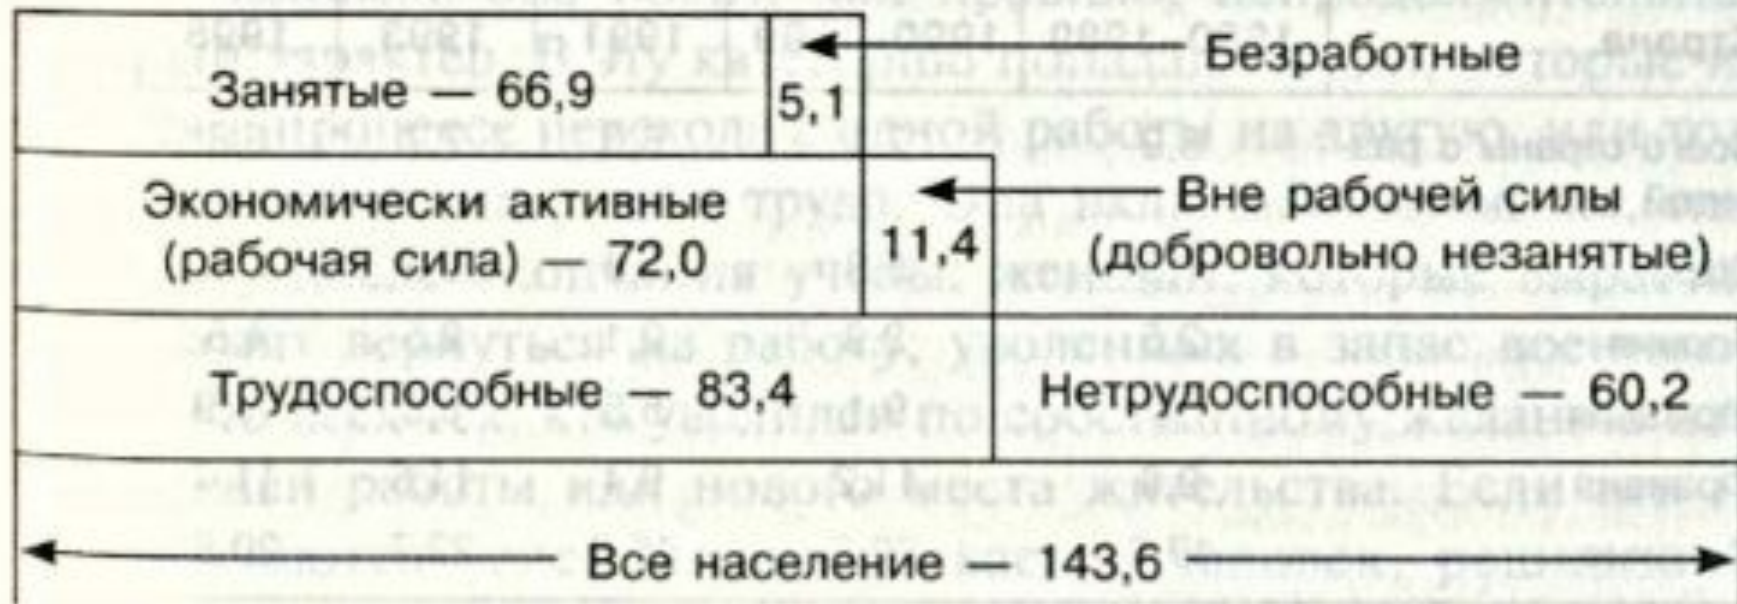 Безработные
Занятые — 66,9
5,1
Экономически активные
(рабочая сила) — 72,0
11,4
Вне рабочей силы
(добровольно незанятые)
Трудоспособные — 83,4
Нетрудоспособные — 60,2
Все население — 143,6